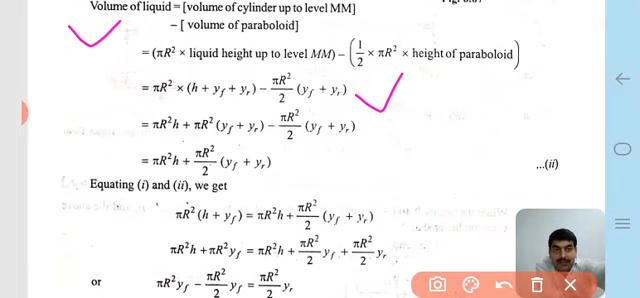 Volume of liquid = [volume of cylinder up to level MM]
− [ volume of paraboloid]
= (πR² × liquid height up to level MM) − (1/2 × πR² × height of paraboloid)
= πR² × (h + y_f + y_r) − πR²/2 (y_f + y_r)
= πR²h + πR² (y_f + y_r) − πR²/2 (y_f + y_r)
= πR²h + πR²/2 (y_f + y_r) ...(ii)
Equating (i) and (ii), we get
πR² (h + y_f) = πR²h + πR²/2 (y_f + y_r)
πR²h + πR²y_f = πR²h + πR²/2 y_f + πR²/2 y_r
or πR²y_f − πR²/2 y_f = πR²/2 y_r